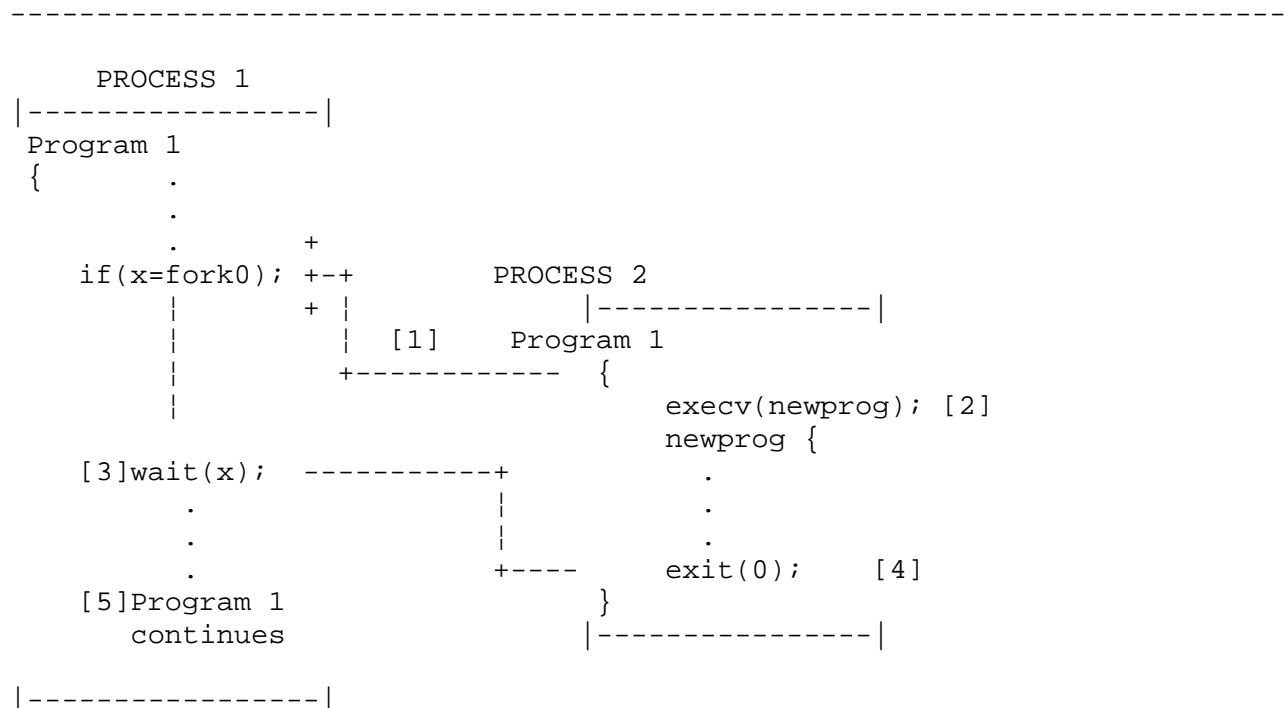 PROCESS 1
Program 1
{ .
.
. +
if(x=fork0); +-+ PROCESS 2
¦ + ¦ |----------------|
¦ ¦ [1] Program 1
¦ +------------ {
¦ execv(newprog); [2]
newprog {
[3]wait(x); -----------+ .
. ¦ .
. ¦ .
. +---- exit(0); [4]
[5]Program 1 }
continues |----------------|
|-----------------|